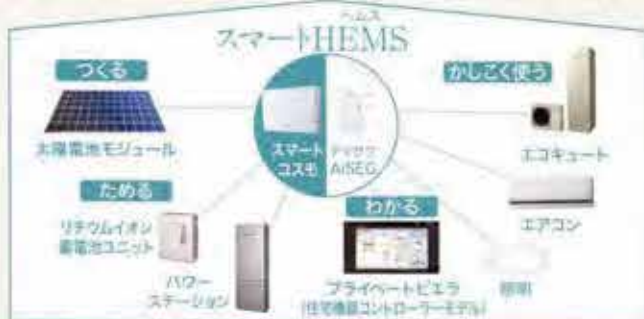 ヘムス
スマートHEMS
つくる
太陽電池モジュール
かしこく使う
エコキュート
スマート
コスモ
アイセグ
AiSEG
ためる
リチウムイオン
蓄電池ユニット
パワー
ステーション
わかる
プライベートビエラ
(住宅機器コントローラーモデル)
エアコン
照明